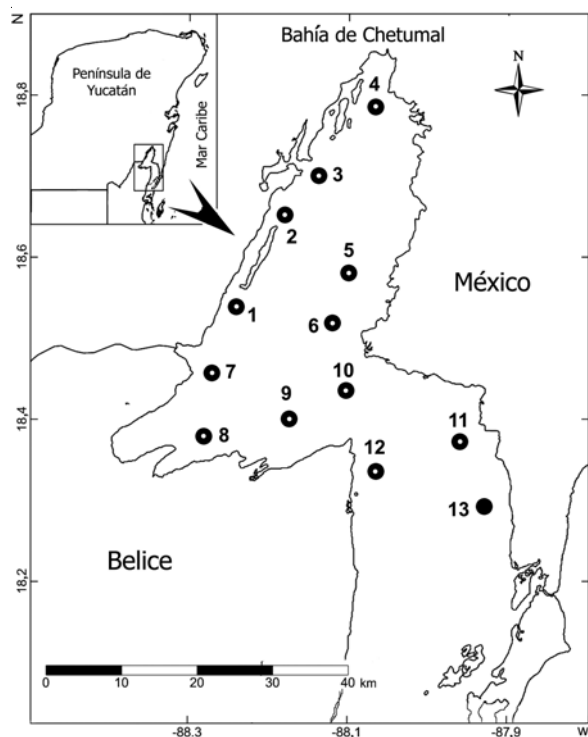 N
Bahía de Chetumal
Península de
Yucatán
Mar Caribe
N
18,8
4
3
2
18,6
5
México
1
6
7
10
9
11
18,4
8
12
13
Belice
18,2
0 10 20 30 40 km
-88.3 -88.1 -87.9 W